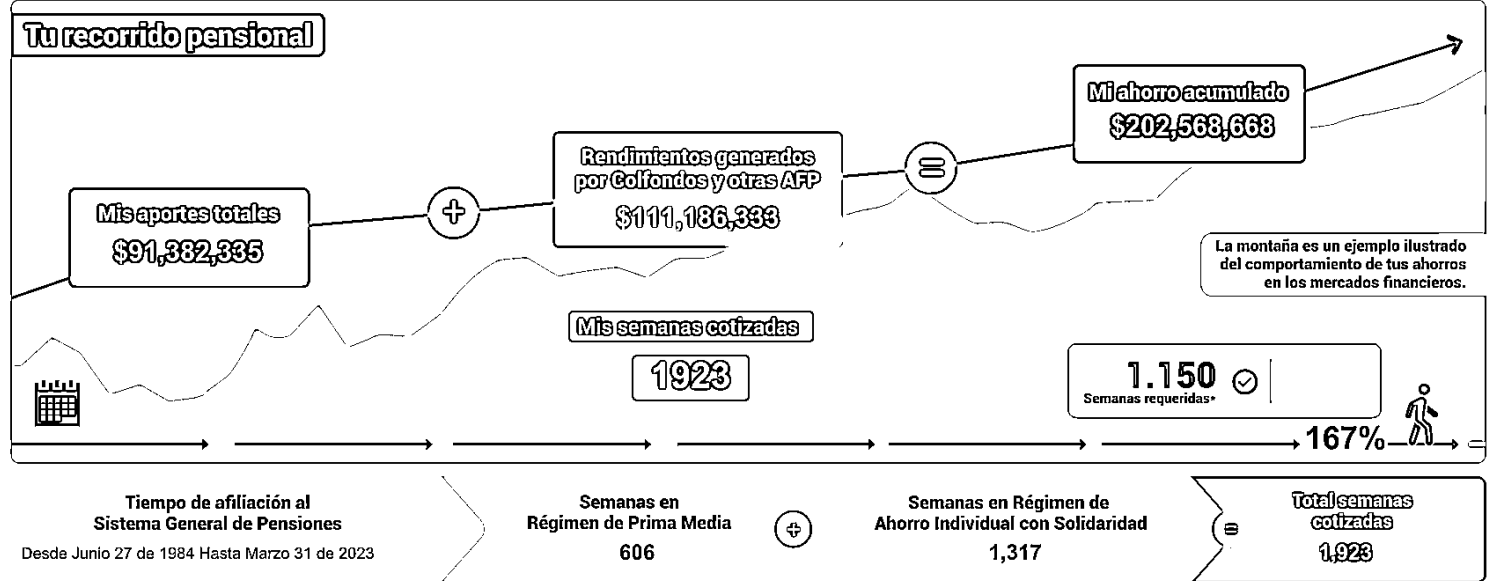 Tu recorrido pensional
Mi ahorro acumulado
$202,568,668
Rendimientos generados
por Colfondos y otras AFP
$111,186,333
=
Mis aportes totales
$91,382,335
+
La montaña es un ejemplo ilustrado
del comportamiento de tus ahorros
en los mercados financieros.
Mis semanas cotizadas
1923
1.150
Semanas requeridas*
167%
Tiempo de afiliación al
Sistema General de Pensiones
Desde Junio 27 de 1984 Hasta Marzo 31 de 2023
Semanas en
Régimen de Prima Media
606
+
Semanas en Régimen de
Ahorro Individual con Solidaridad
1,317
=
Total semanas
cotizadas
1,923